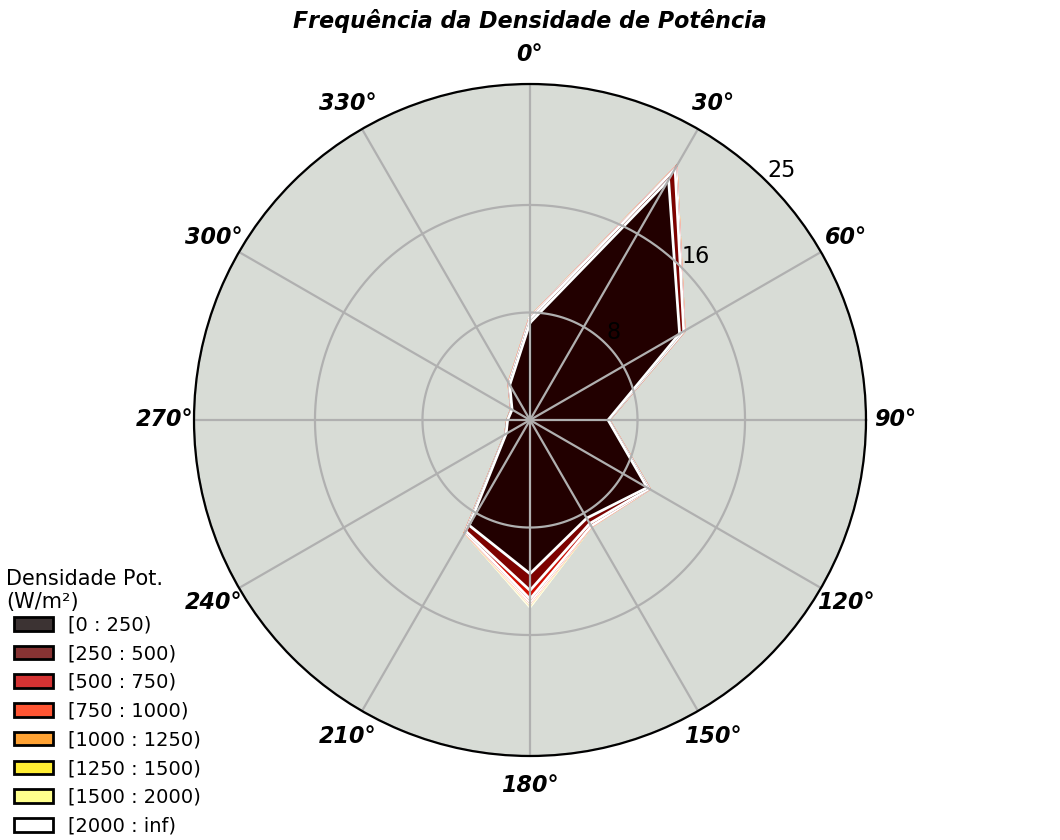 Frequência da Densidade de Potência
0°
330°
30°
25
300°
60°
16
8
270°
90°
240°
120°
210°
150°
180°
Densidade Pot.
(W/m²)
[0 : 250)
[250 : 500)
[500 : 750)
[750 : 1000)
[1000 : 1250)
[1250 : 1500)
[1500 : 2000)
[2000 : inf)